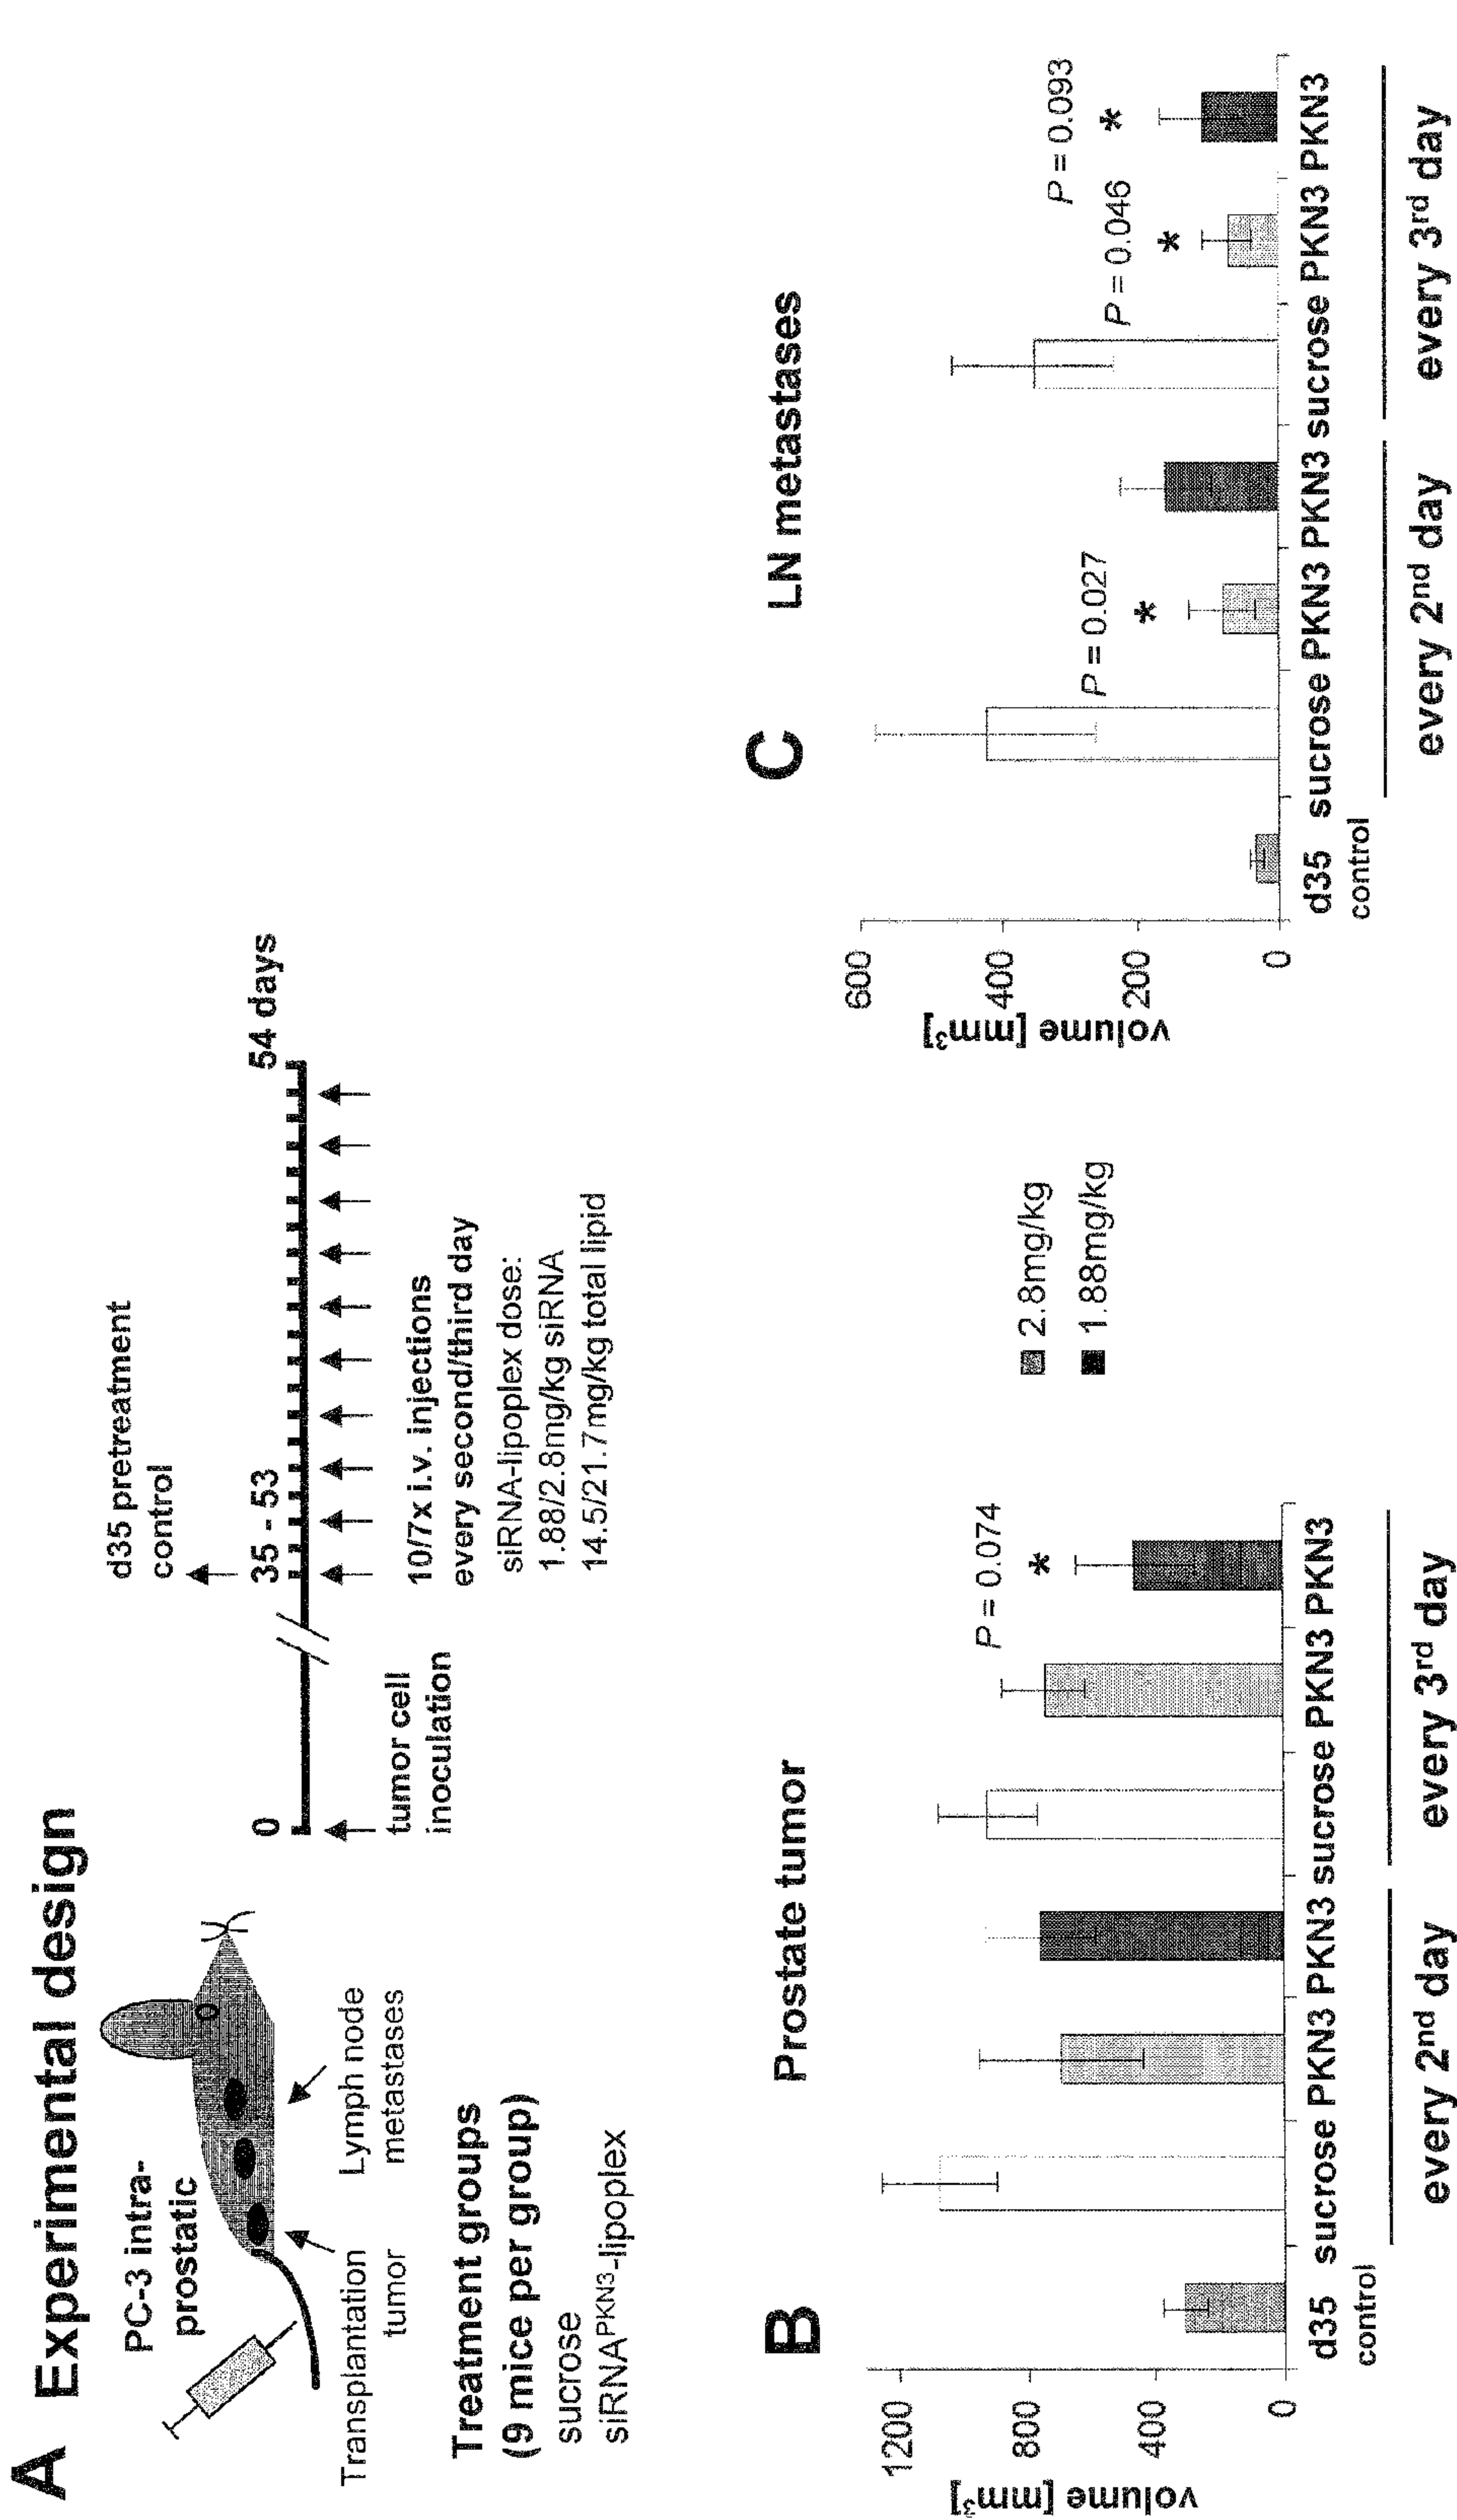 A Experimental design
PC-3 intra-
prostatic
Transplantation
tumor
Lymph node
metastases
Treatment groups
(9 mice per group)
sucrose
siRNAᴾᴷᴺ³-lipoplex
d35 pretreatment
control
0
35 - 53
54 days
tumor cell
inoculation
10/7x i.v. injections
every second/third day
siRNA-lipoplex dose:
1.88/2.8mg/kg siRNA
14.5/21.7mg/kg total lipid
B Prostate tumor
volume [mm³]
1200
800
400
0
P = 0.074
*
d35 sucrose PKN3 PKN3 sucrose PKN3 PKN3
control
every 2ⁿᵈ day every 3ʳᵈ day
2.8mg/kg
1.88mg/kg
C LN metastases
volume [mm³]
600
400
200
0
P = 0.027
*
P = 0.046
*
P = 0.093
*
d35 sucrose PKN3 PKN3 sucrose PKN3 PKN3
control
every 2ⁿᵈ day every 3ʳᵈ day